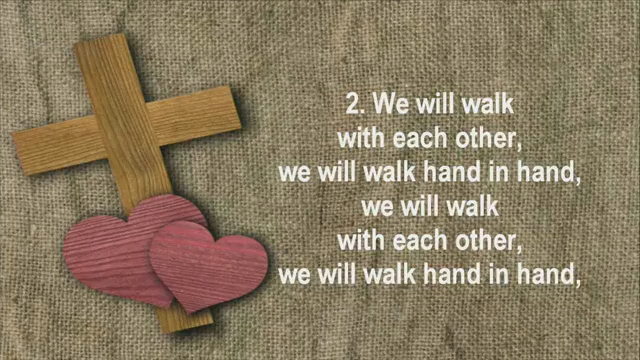 2. We will walk
with each other,
we will walk hand in hand,
we will walk
with each other,
we will walk hand in hand,